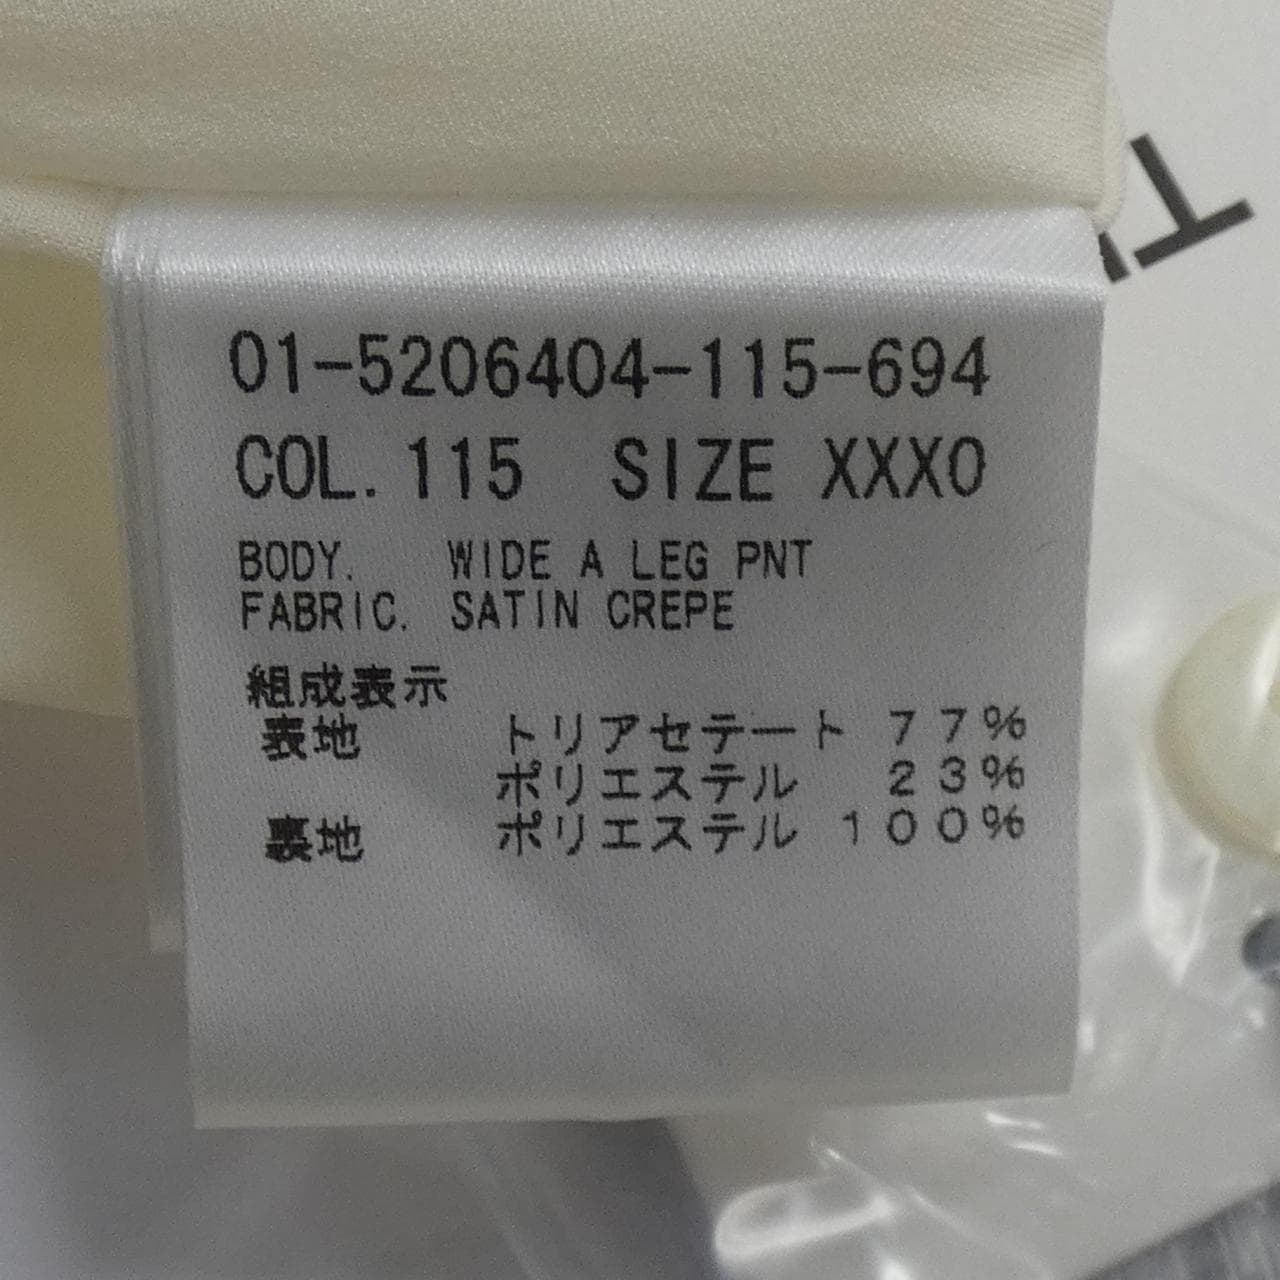 01-5206404-115-694
COL. 115 SIZE XXXO
BODY. WIDE A LEG PNT
FABRIC. SATIN CREPE
組成表示
表地 トリアセテート 77%
ポリエステル 23%
裏地 ポリエステル 100%